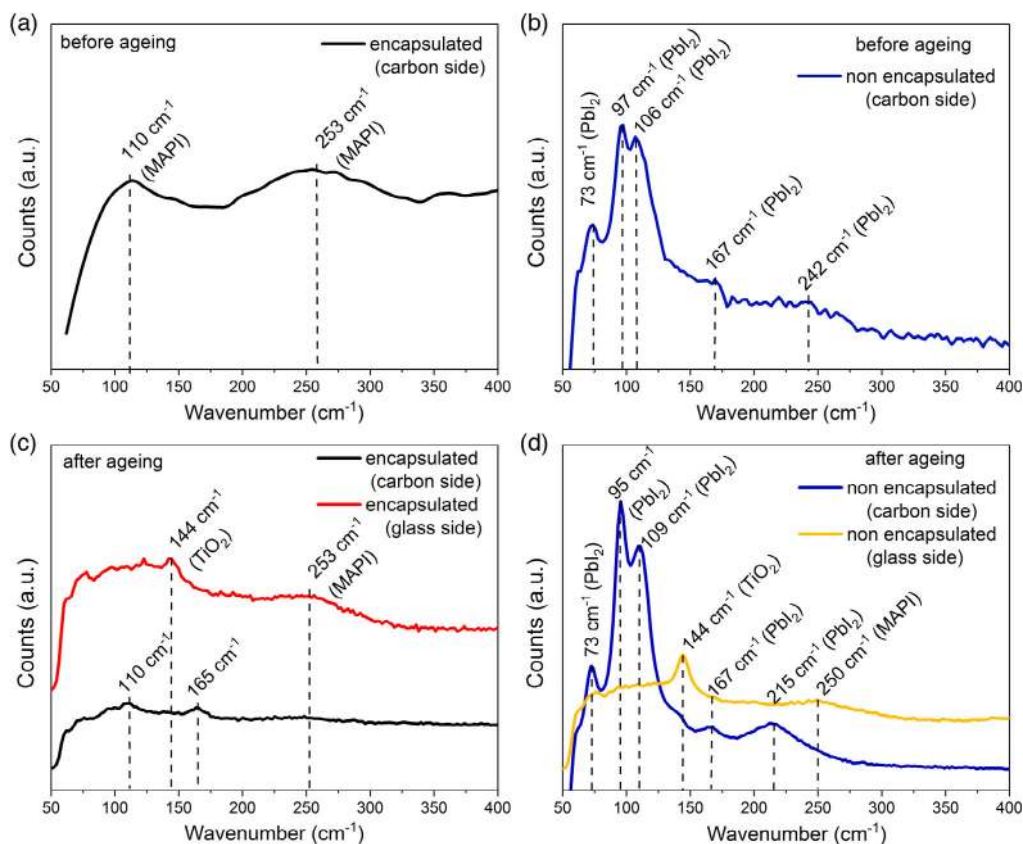 (a)
before ageing
encapsulated
(carbon side)
110 cm⁻¹
(MAPI)
253 cm⁻¹
(MAPI)
Counts (a.u.)
50 100 150 200 250 300 350 400
Wavenumber (cm⁻¹)
(b)
before ageing
non encapsulated
(carbon side)
73 cm⁻¹ (PbI₂)
97 cm⁻¹ (PbI₂)
106 cm⁻¹ (PbI₂)
167 cm⁻¹ (PbI₂)
242 cm⁻¹ (PbI₂)
Counts (a.u.)
50 100 150 200 250 300 350 400
Wavenumber (cm⁻¹)
(c)
after ageing
encapsulated
(carbon side)
encapsulated
(glass side)
144 cm⁻¹
(TiO₂)
253 cm⁻¹
(MAPI)
110 cm⁻¹
165 cm⁻¹
Counts (a.u.)
50 100 150 200 250 300 350 400
Wavenumber (cm⁻¹)
(d)
after ageing
non encapsulated
(carbon side)
non encapsulated
(glass side)
73 cm⁻¹ (PbI₂)
95 cm⁻¹
(PbI₂)
109 cm⁻¹ (PbI₂)
144 cm⁻¹ (TiO₂)
167 cm⁻¹ (PbI₂)
215 cm⁻¹ (PbI₂)
250 cm⁻¹ (MAPI)
Counts (a.u.)
50 100 150 200 250 300 350 400
Wavenumber (cm⁻¹)